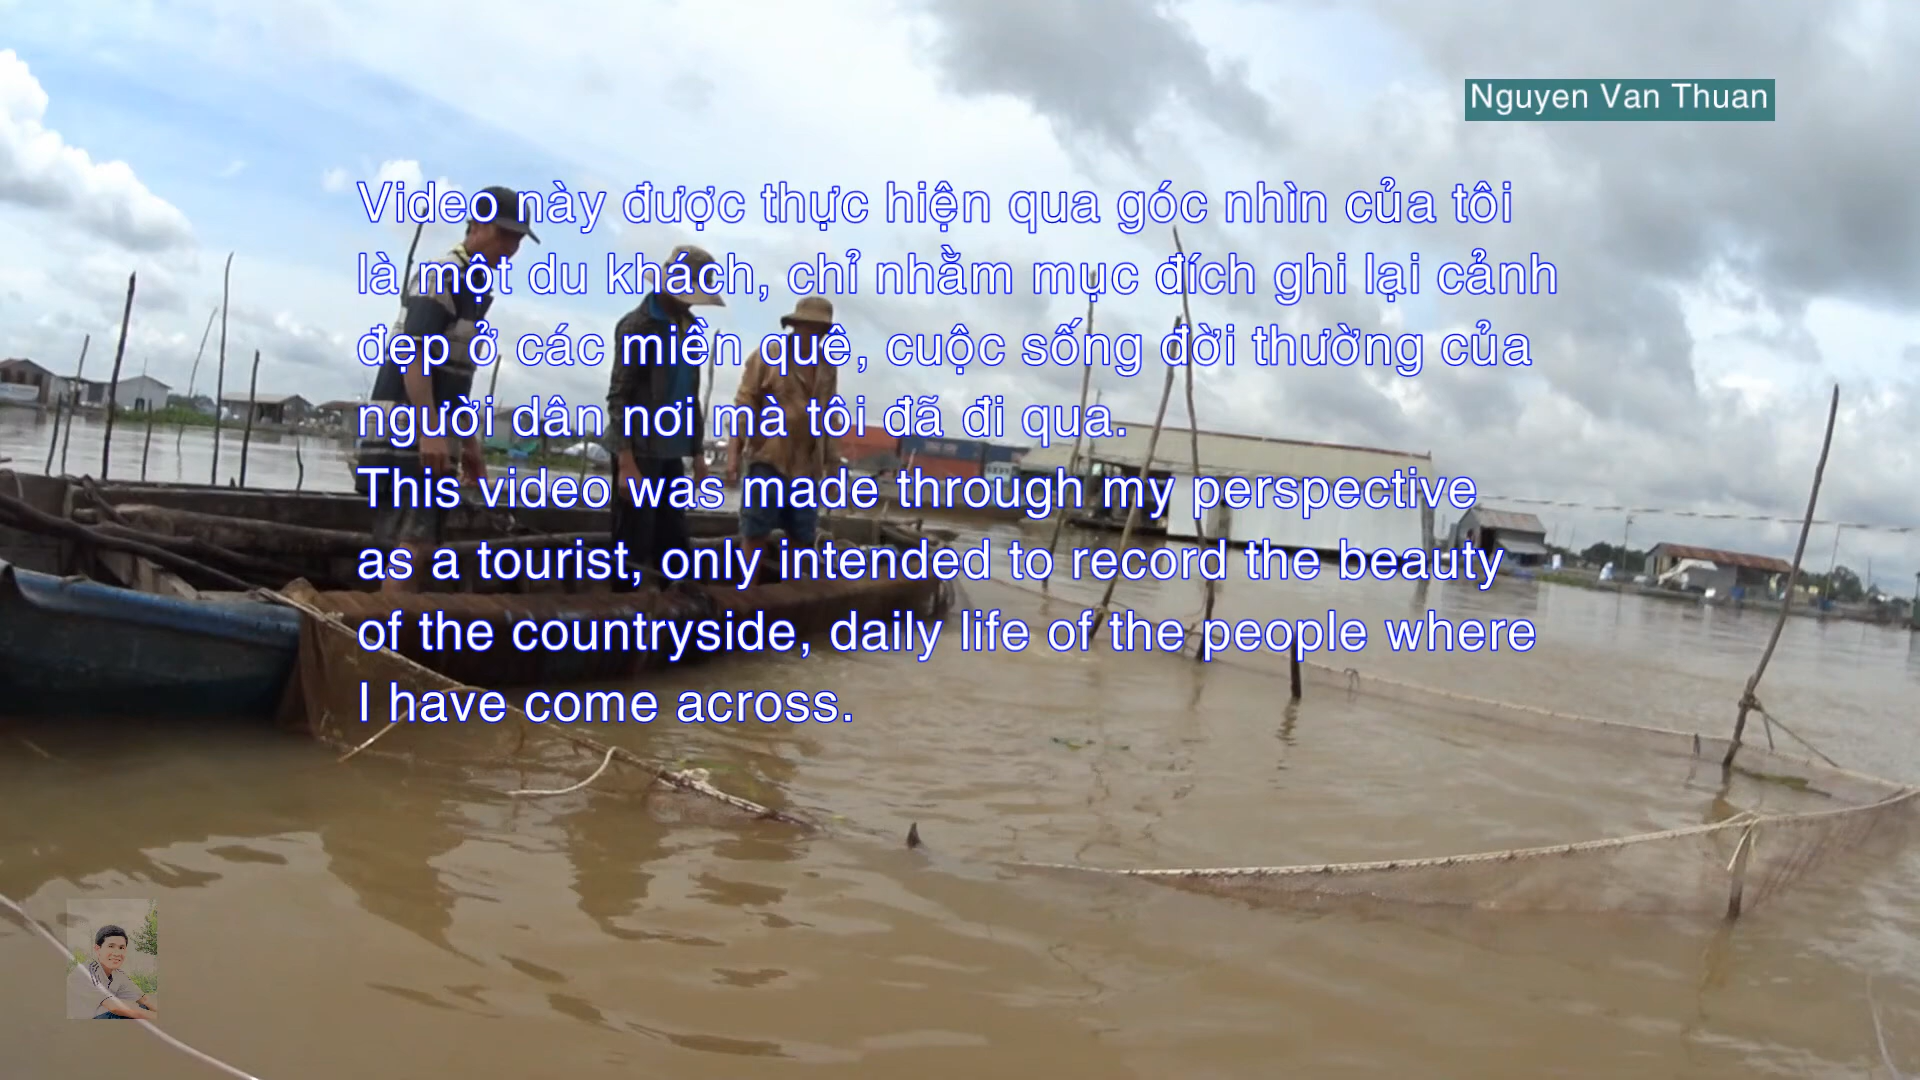 Nguyen Van Thuan
Video này được thực hiện qua góc nhìn của tôi
là một du khách, chỉ nhằm mục đích ghi lại cảnh
đẹp ở các miền quê, cuộc sống đời thường của
người dân nơi mà tôi đã đi qua.
This video was made through my perspective
as a tourist, only intended to record the beauty
of the countryside, daily life of the people where
I have come across.